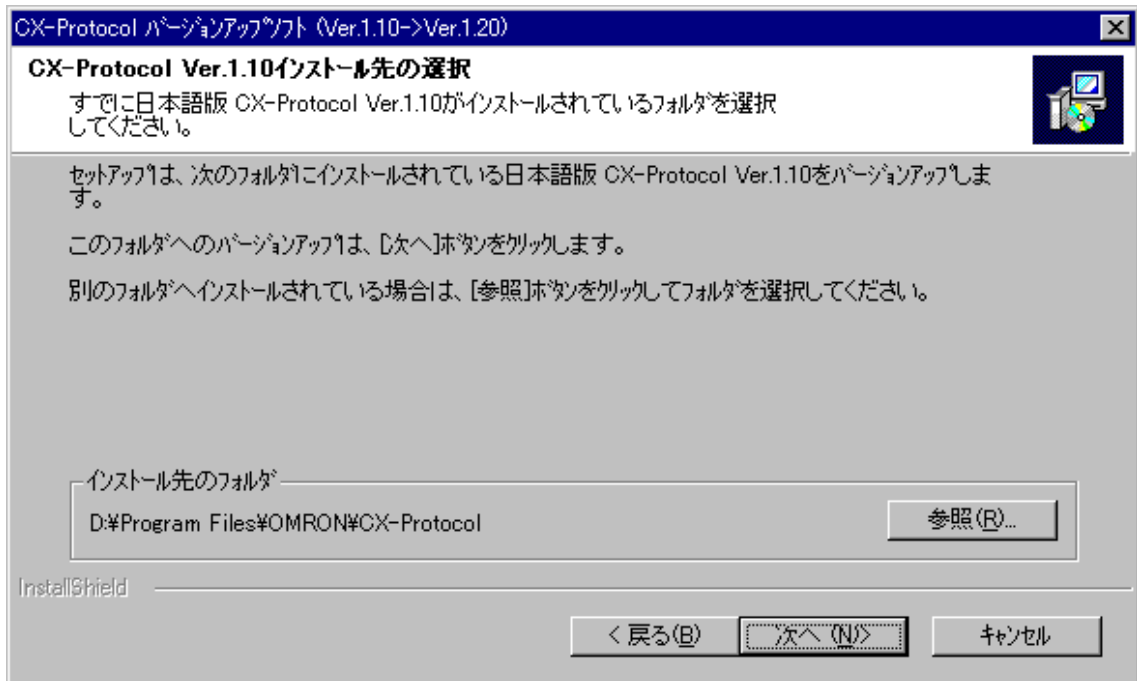 CX-Protocol バージョンアップソフト (Ver.1.10->Ver.1.20)
CX-Protocol Ver.1.10インストール先の選択
すでに日本語版 CX-Protocol Ver.1.10がインストールされているフォルダを選択
してください。
セットアップは、次のフォルダにインストールされている日本語版 CX-Protocol Ver.1.10をバージョンアップしま
す。
このフォルダへのバージョンアップは、[次へ]ボタンをクリックします。
別のフォルダへインストールされている場合は、[参照]ボタンをクリックしてフォルダを選択してください。
インストール先のフォルダ
D:¥Program Files¥OMRON¥CX-Protocol
参照(R)...
InstallShield
< 戻る(B)
次へ (N)>
キャンセル